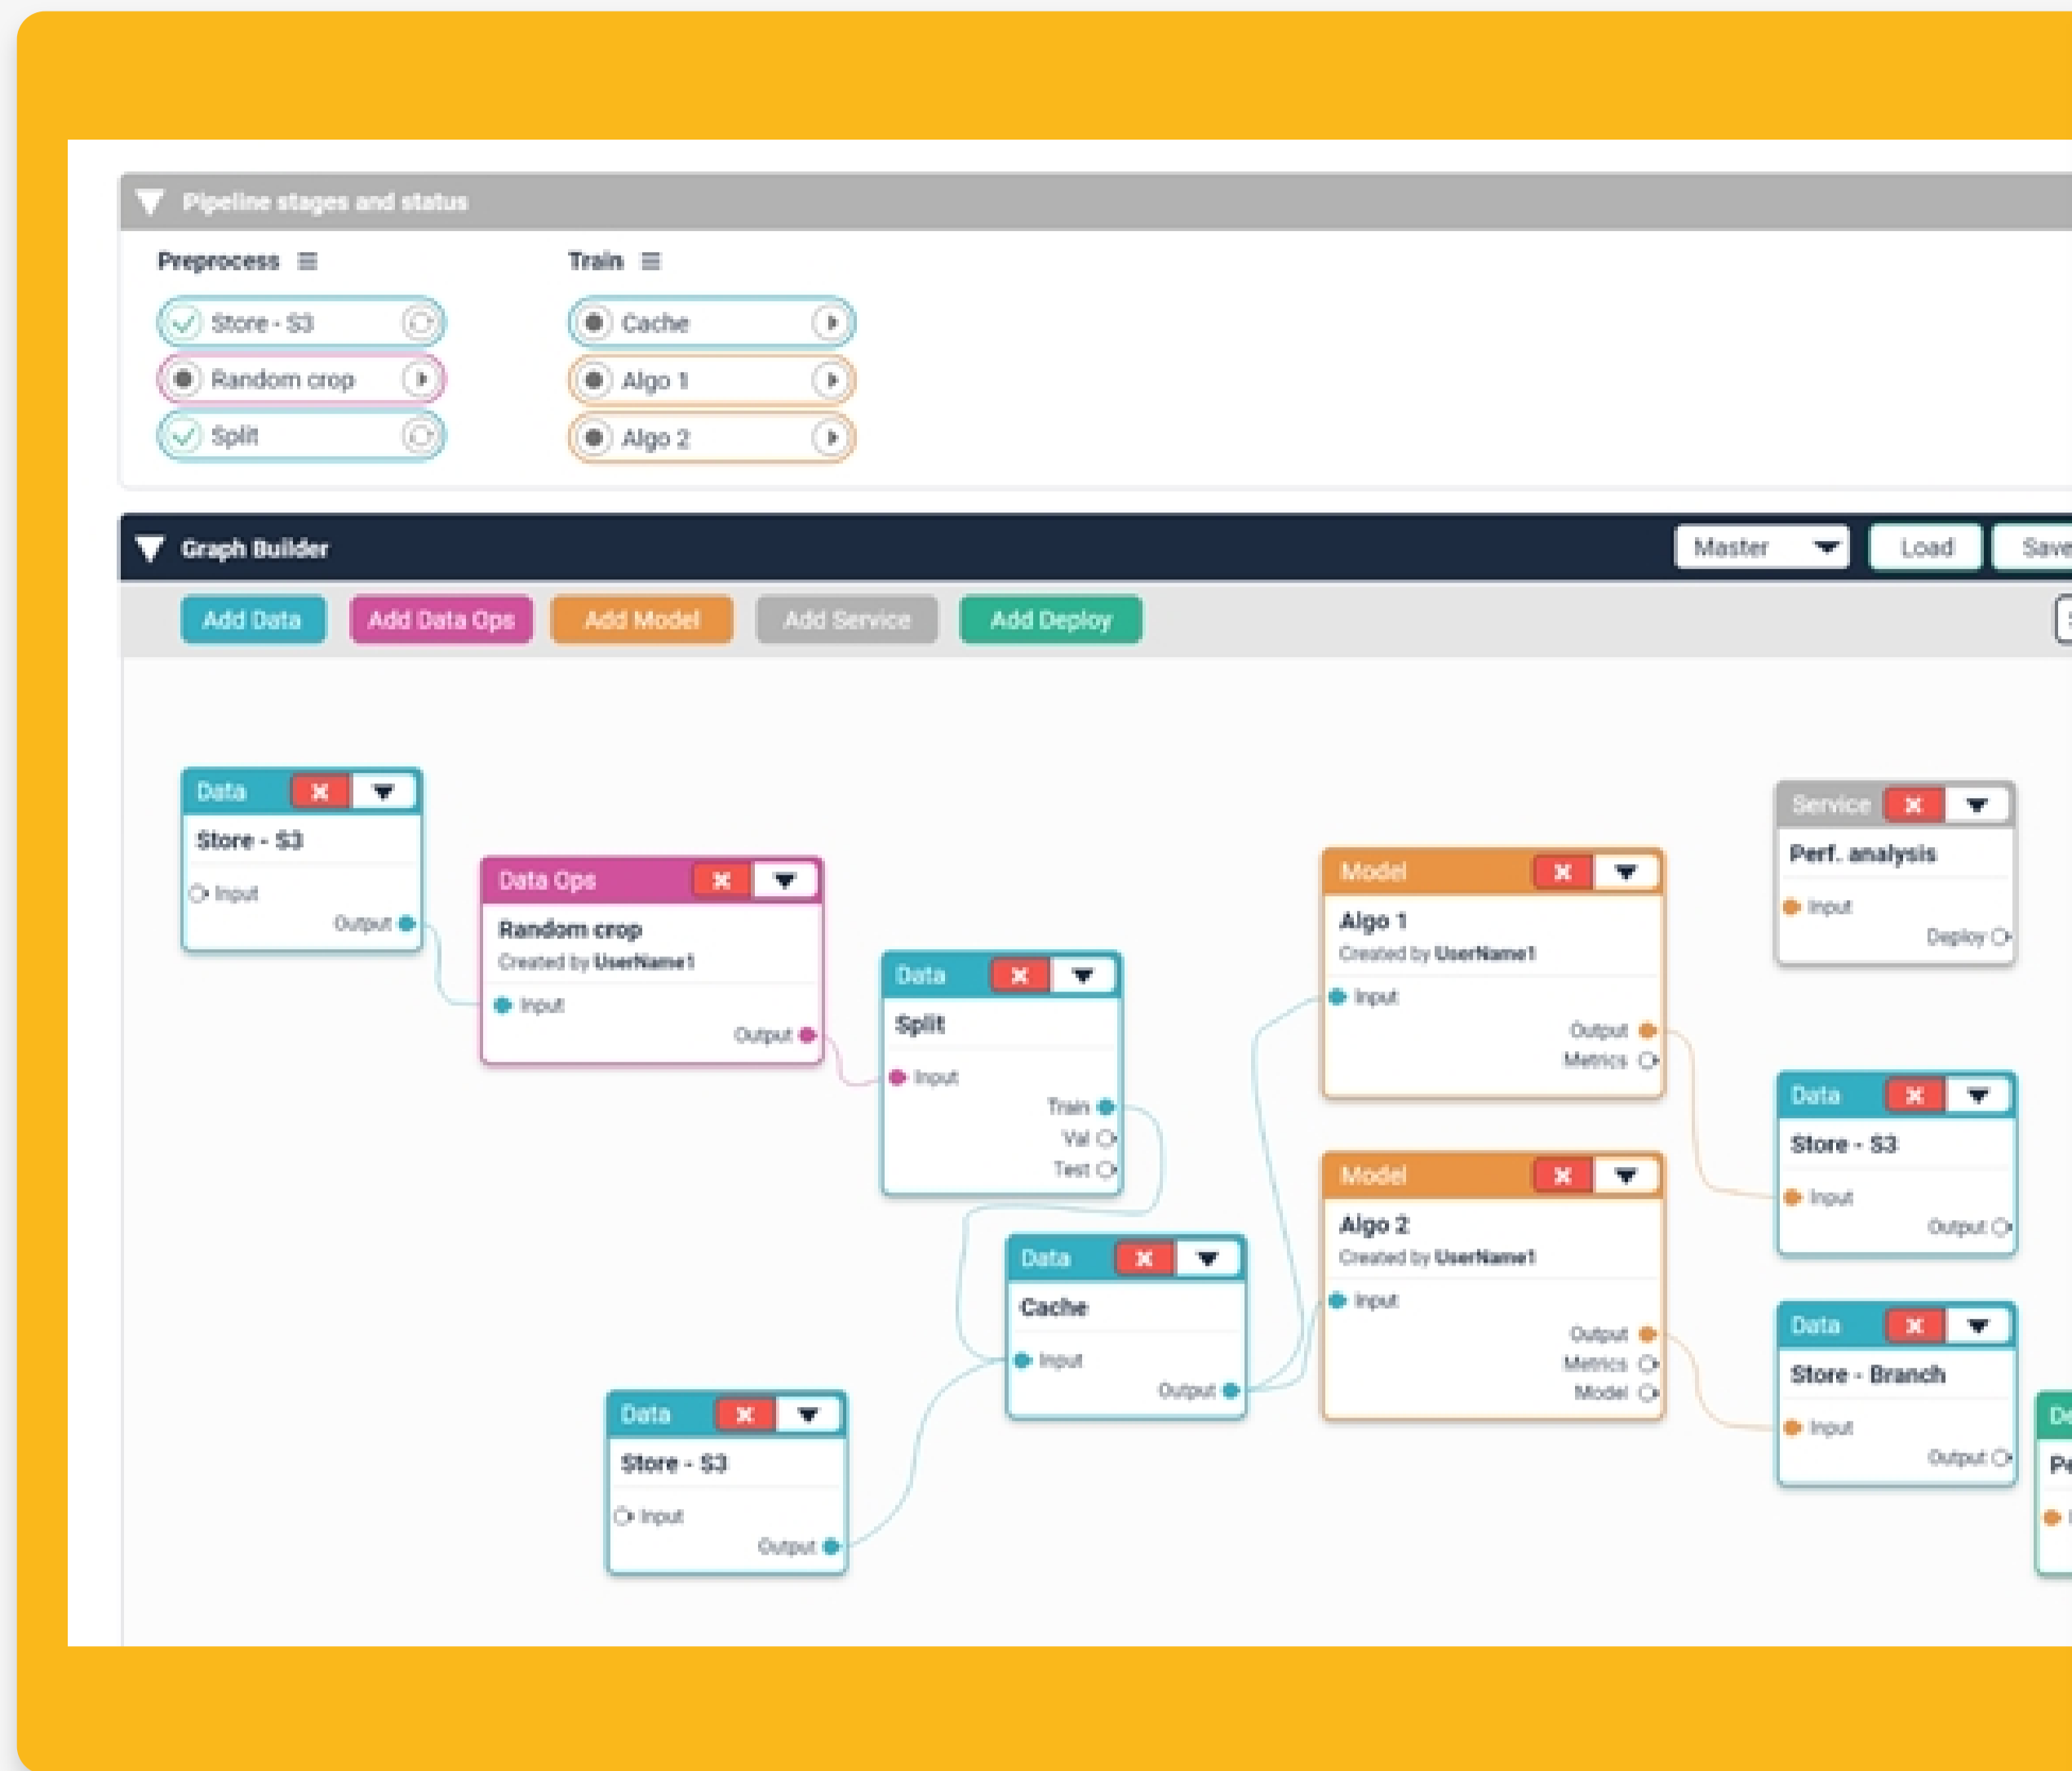 Pipeline stages and status
Preprocess
Train
Store - S3
Cache
Random crop
Algo 1
Split
Algo 2
Graph Builder
Master
Load
Save
Add Data
Add Data Ops
Add Model
Add Service
Add Deploy
Data
Store - S3
Input
Output
Data Ops
Random crop
Created by UserName1
Input
Output
Data
Split
Input
Train
Val
Test
Data
Cache
Input
Output
Data
Store - S3
Input
Output
Model
Algo 1
Created by UserName1
Input
Output
Metrics
Model
Algo 2
Created by UserName1
Input
Output
Metrics
Model
Service
Perf. analysis
Input
Deploy
Data
Store - S3
Input
Output
Data
Store - Branch
Input
Output